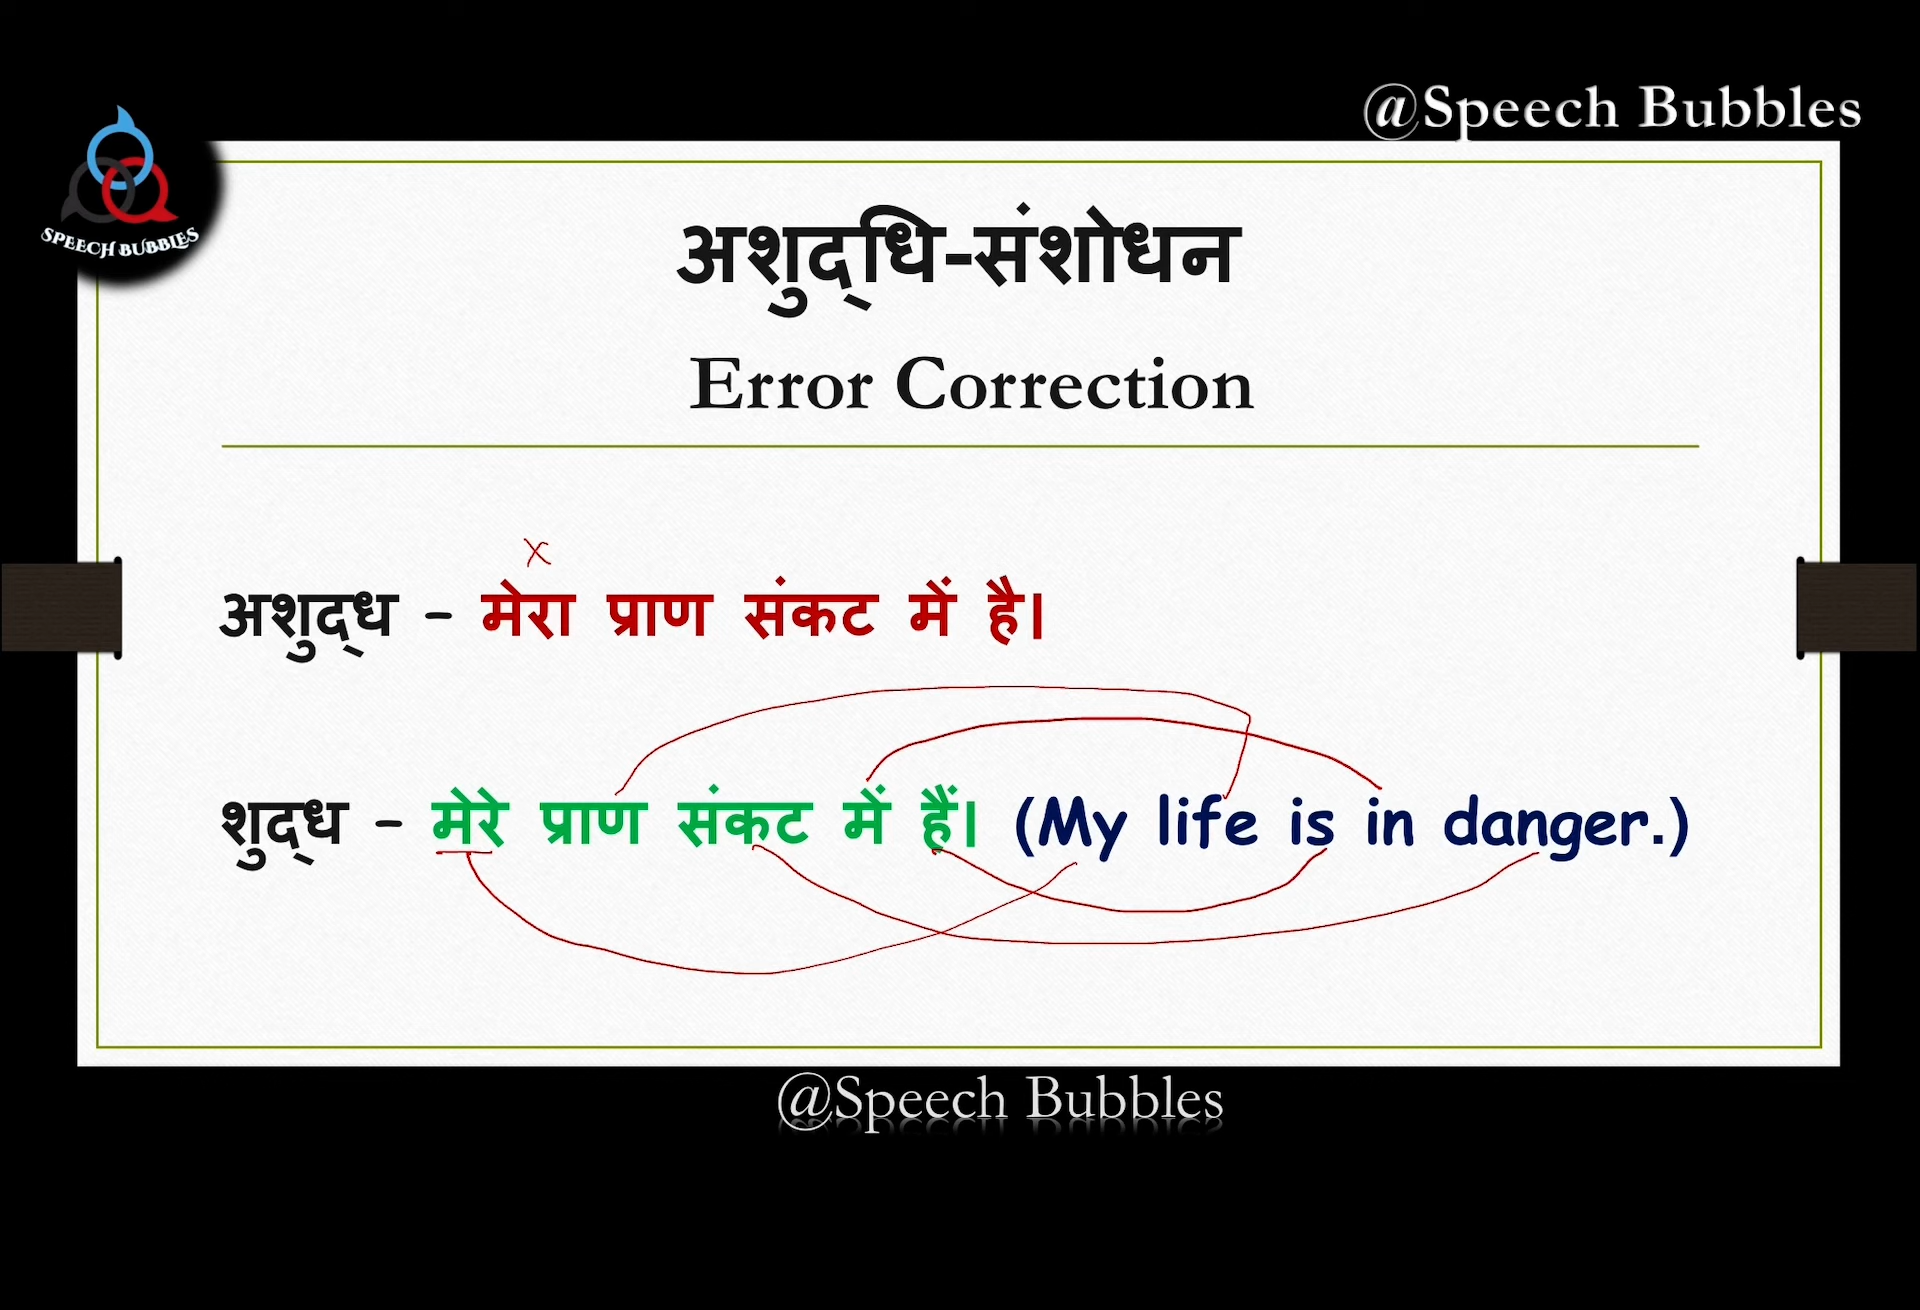 @Speech Bubbles
SPEECH BUBBLES
अशुद्‌धि-संशोधन
Error Correction
x
अशुद्‌ध – मेरा प्राण संकट में है।
शुद्‌ध – मेरे प्राण संकट में हैं। (My life is in danger.)
@Speech Bubbles